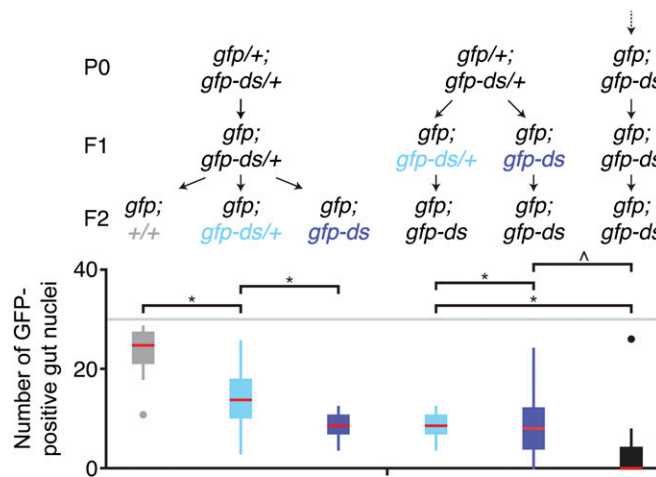 P0 gfp/+; gfp/+; gfp;
gfp-ds/+ gfp-ds/+ gfp-ds
F1 gfp; gfp; gfp; gfp;
gfp-ds/+ gfp-ds/+ gfp-ds gfp-ds
F2 gfp; gfp; gfp; gfp; gfp; gfp;
+/+ gfp-ds/+ gfp-ds gfp-ds gfp-ds gfp-ds
Number of GFP-
positive gut nuclei
40
20
0
* * * * ^